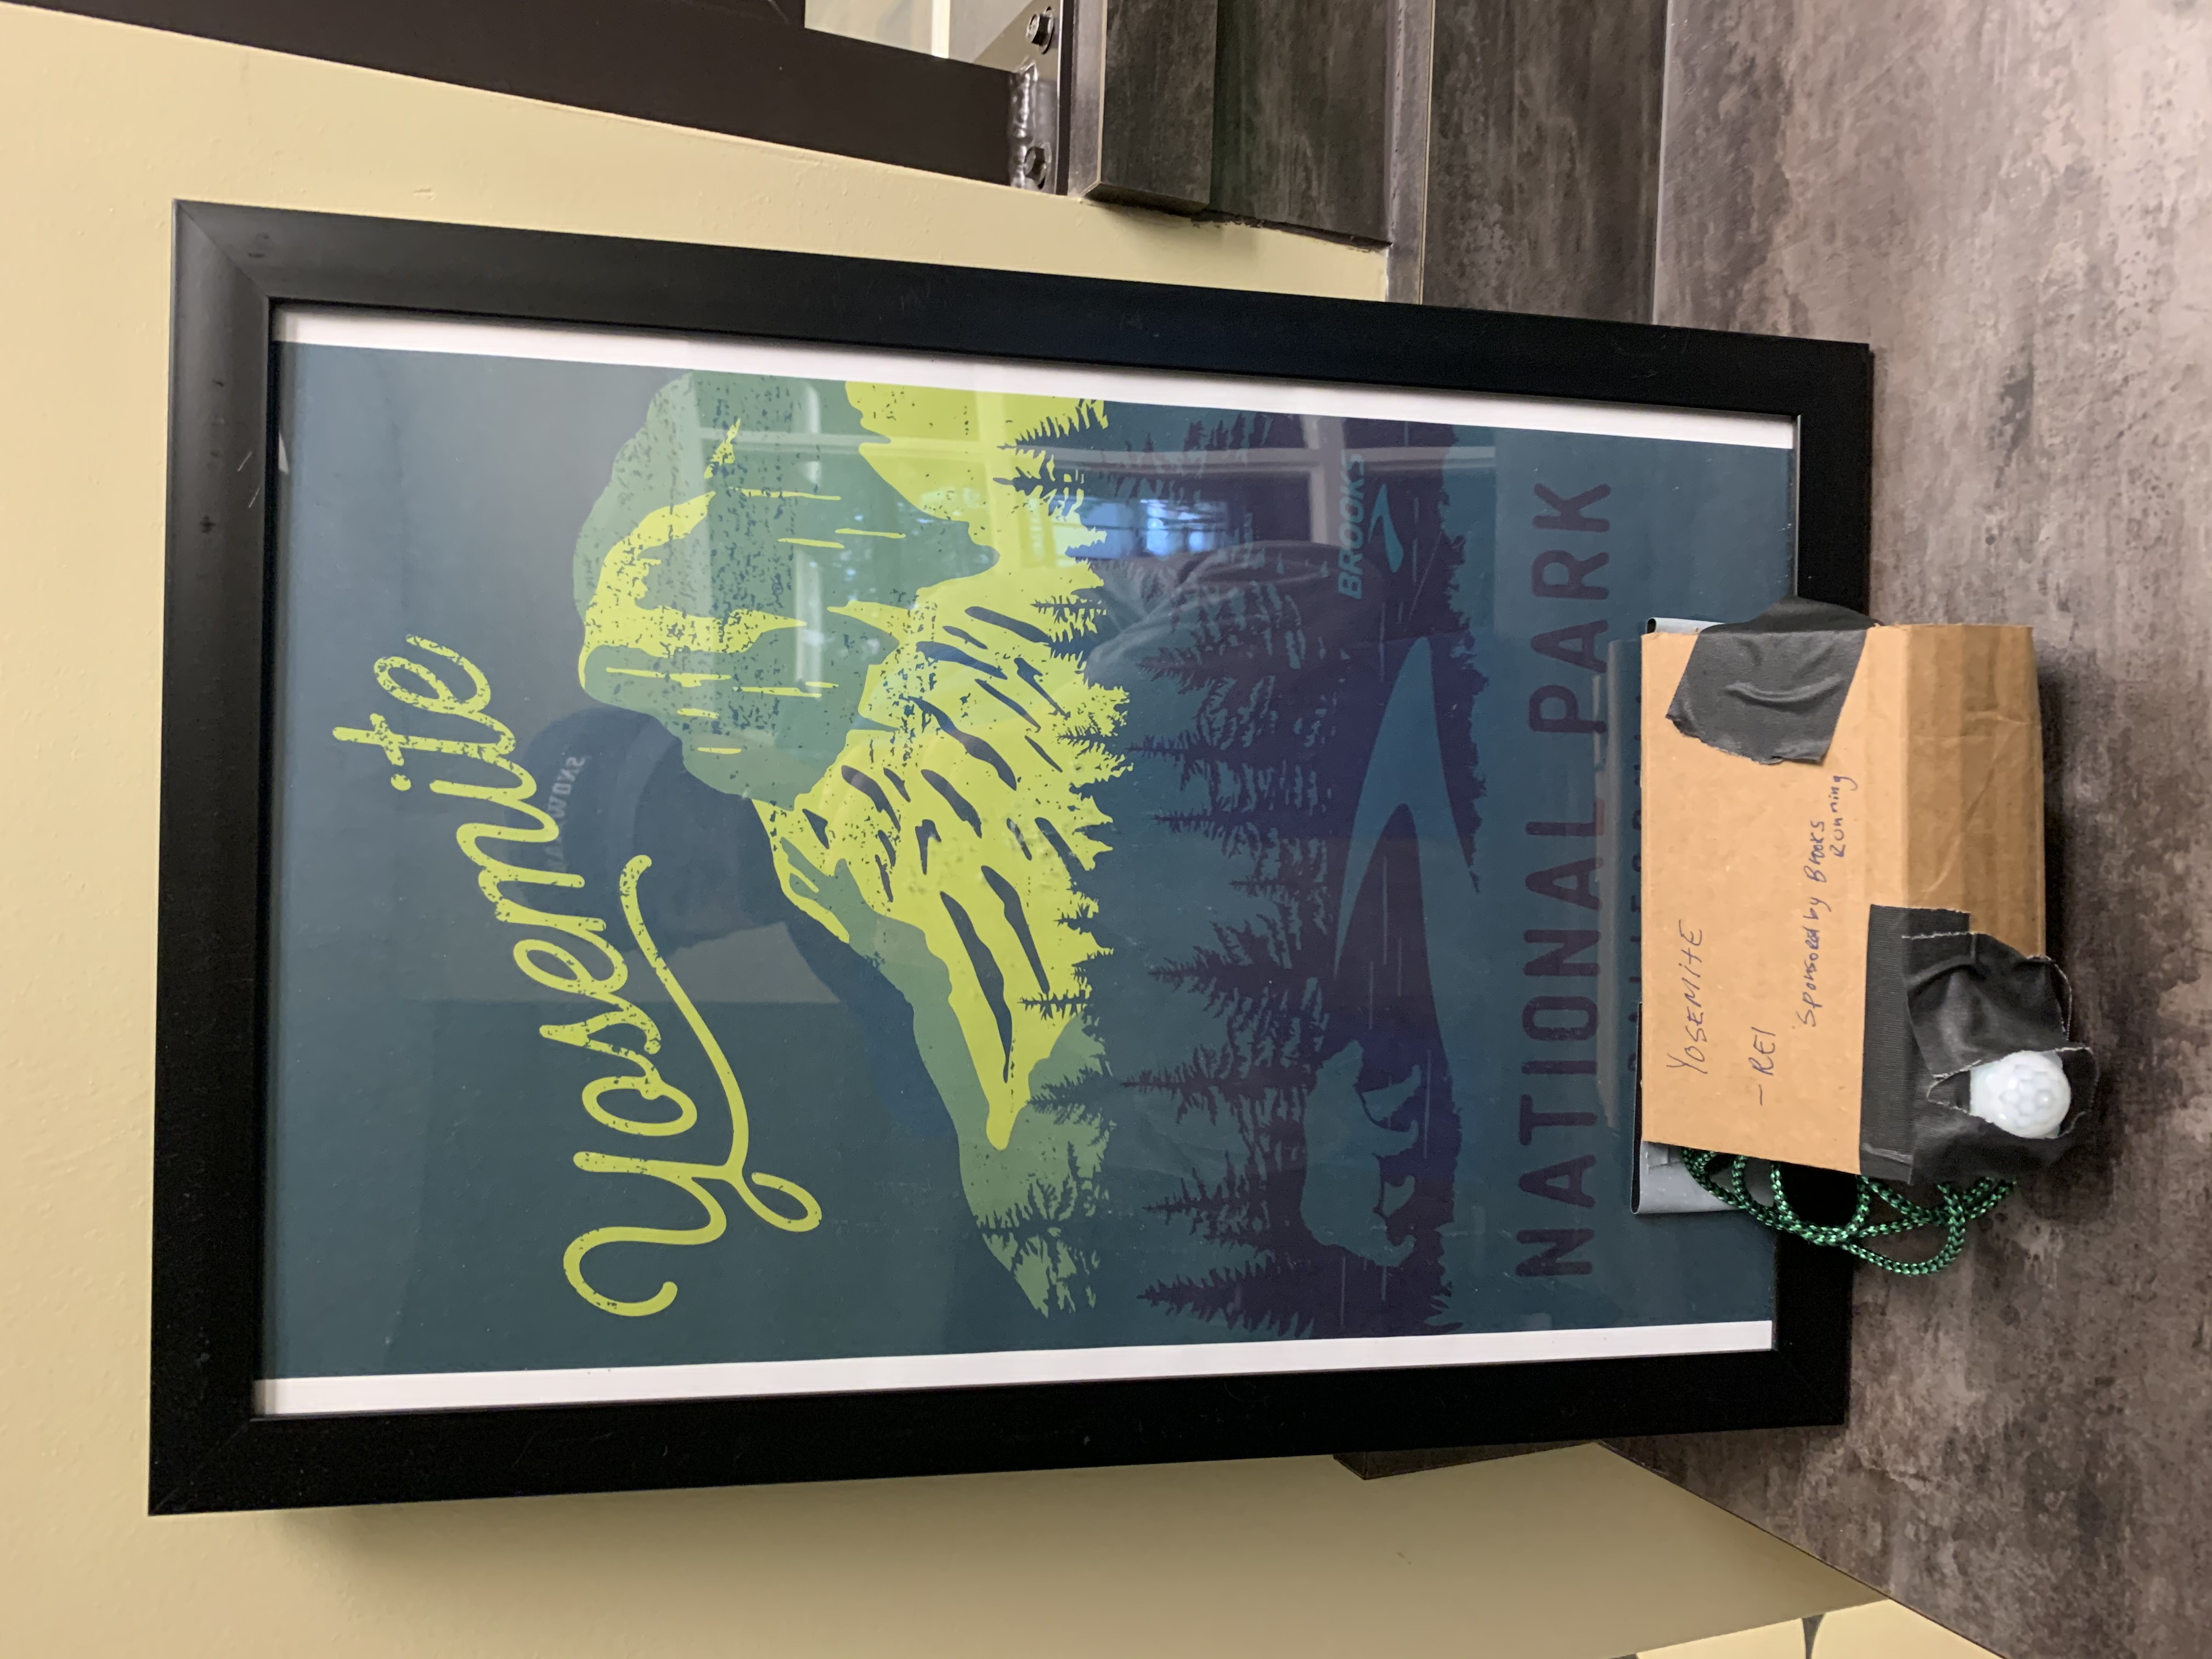 Yosemite
BROOKS
NATIONAL PARK
YOSEMITE
- REI
Sponsored by Brooks
Running